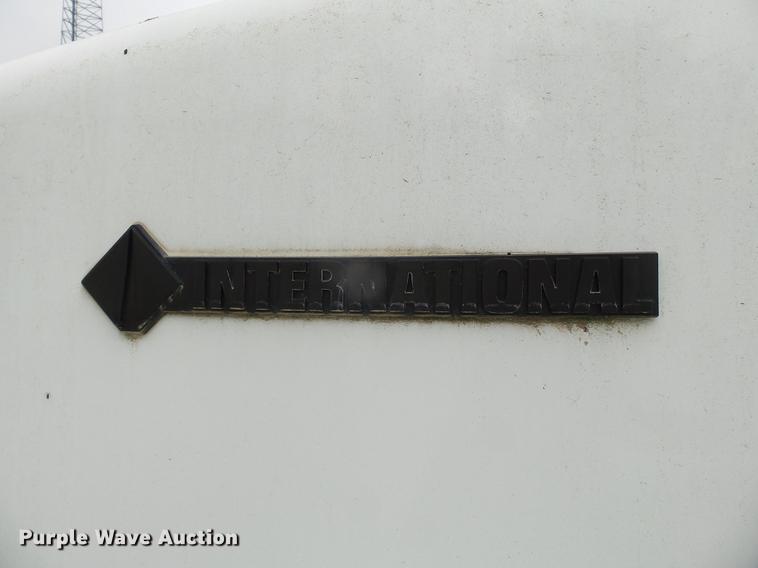 INTERNATIONAL
Purple Wave Auction